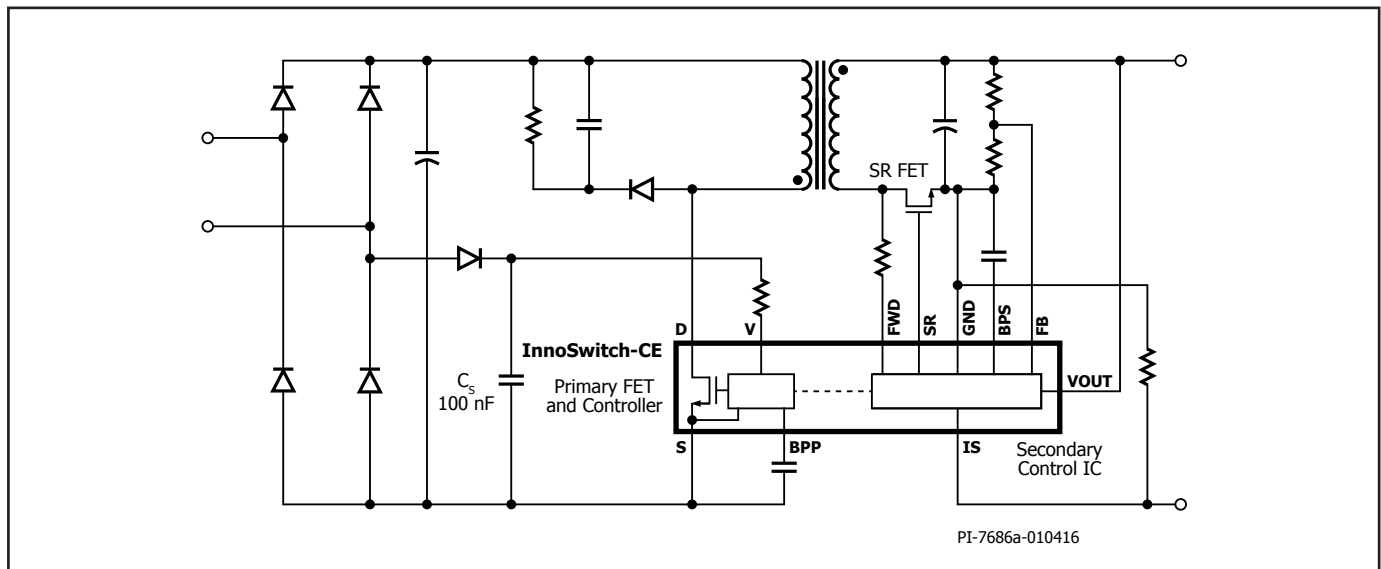 SR FET
FWD
SR
GND
BPS
FB
D
V
InnoSwitch-CE
Primary FET
and Controller
VOUT
CS
100 nF
S
BPP
IS
Secondary
Control IC
PI-7686a-010416